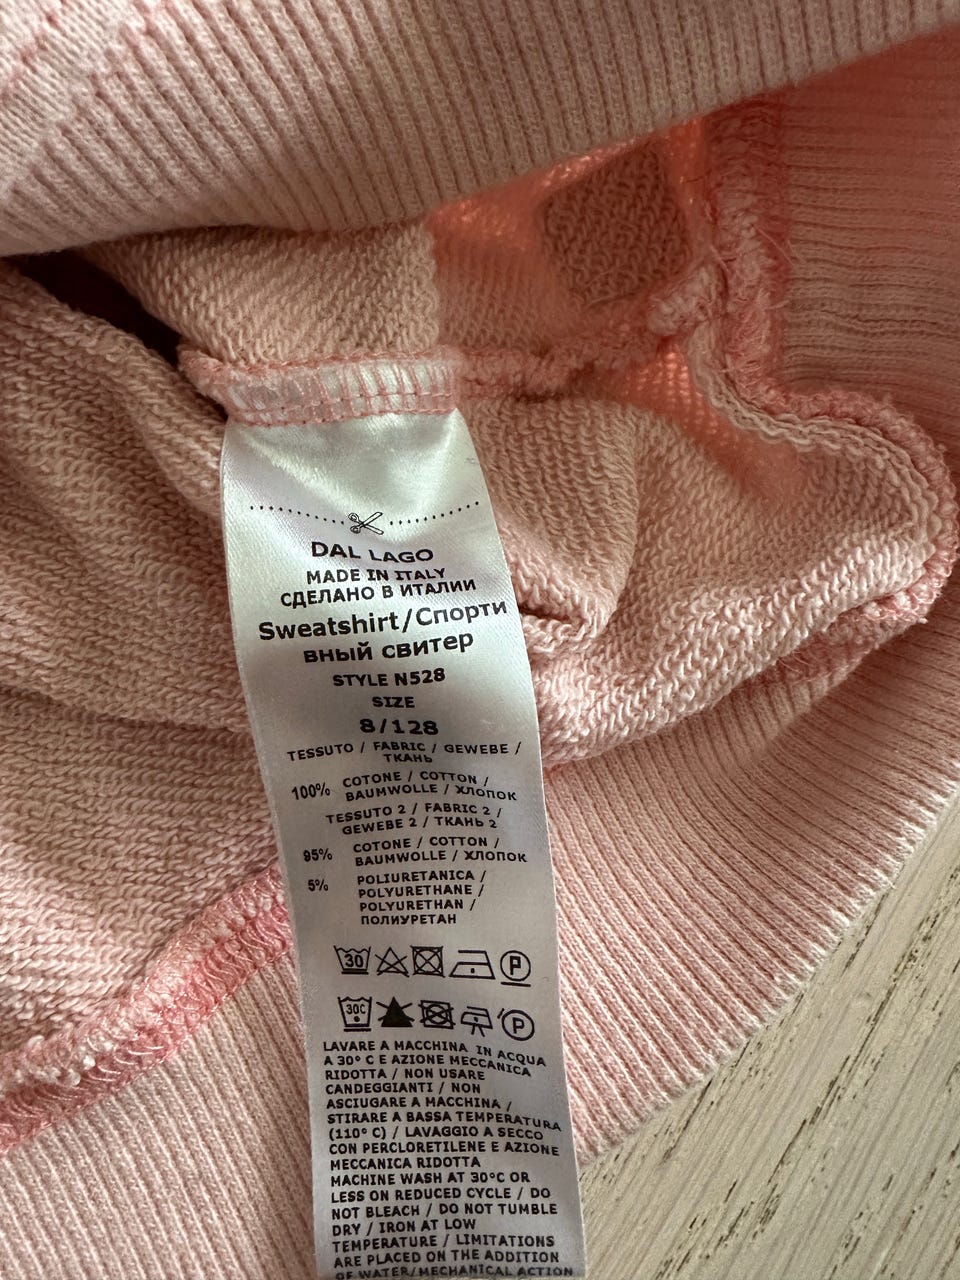 DAL LAGO
MADE IN ITALY
СДЕЛАНО В ИТАЛИИ
Sweatshirt/Спорти
вный свитер
STYLE N528
SIZE
8/128
TESSUTO / FABRIC / GEWEBE /
ТКАНЬ
100% COTONE / COTTON /
BAUMWOLLE / ХЛОПОК
TESSUTO 2 / FABRIC 2 /
GEWEBE 2 / ТКАНЬ 2
95% COTONE / COTTON /
BAUMWOLLE / ХЛОПОК
5% POLIURETANICA /
POLYURETHANE /
POLYURETHAN /
ПОЛИУРЕТАН
30 P
30C P
LAVARE A MACCHINA IN ACQUA
A 30° C E AZIONE MECCANICA
RIDOTTA / NON USARE
CANDEGGIANTI / NON
ASCIUGARE A MACCHINA /
STIRARE A BASSA TEMPERATURA
(110° C) / LAVAGGIO A SECCO
CON PERCLORETILENE E AZIONE
MECCANICA RIDOTTA
MACHINE WASH AT 30°C OR
LESS ON REDUCED CYCLE / DO
NOT BLEACH / DO NOT TUMBLE
DRY / IRON AT LOW
TEMPERATURE / LIMITATIONS
ARE PLACED ON THE ADDITION
OF WATER/MECHANICAL ACTION